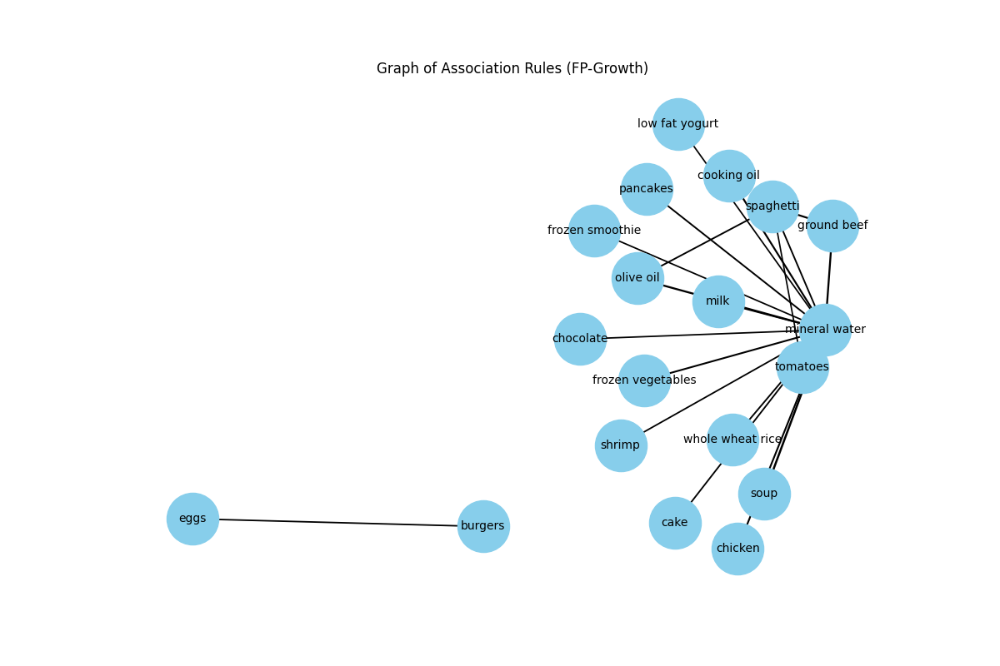 Graph of Association Rules (FP-Growth)
low fat yogurt
cooking oil
pancakes
spaghetti
ground beef
frozen smoothie
olive oil
milk
mineral water
chocolate
tomatoes
frozen vegetables
whole wheat rice
shrimp
soup
eggs
cake
burgers
chicken